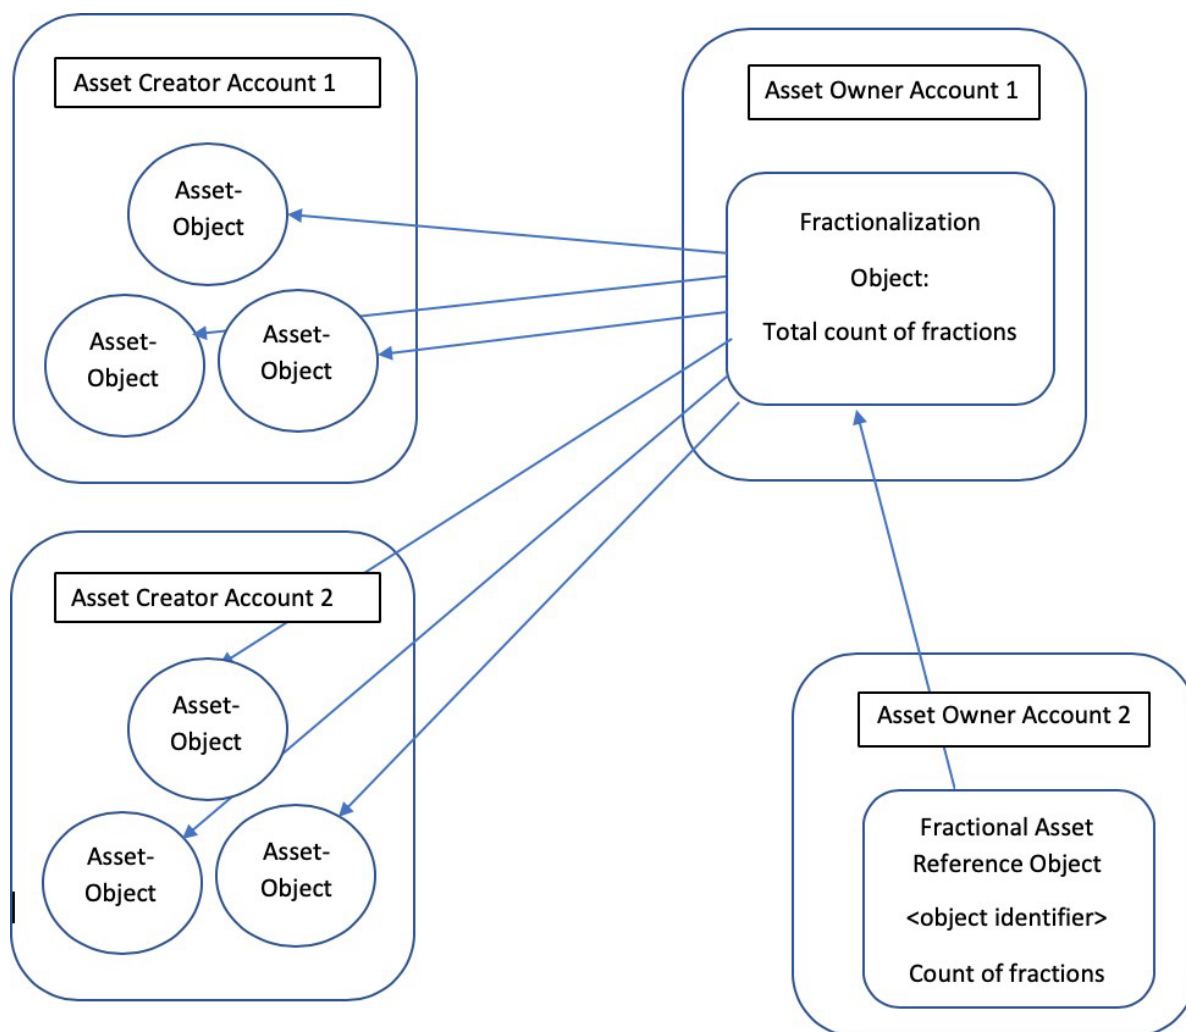 Asset Creator Account 1
Asset-
Object
Asset-
Object
Asset-
Object
Asset Owner Account 1
Fractionalization
Object:
Total count of fractions
Asset Creator Account 2
Asset-
Object
Asset-
Object
Asset-
Object
Asset Owner Account 2
Fractional Asset
Reference Object
<object identifier>
Count of fractions